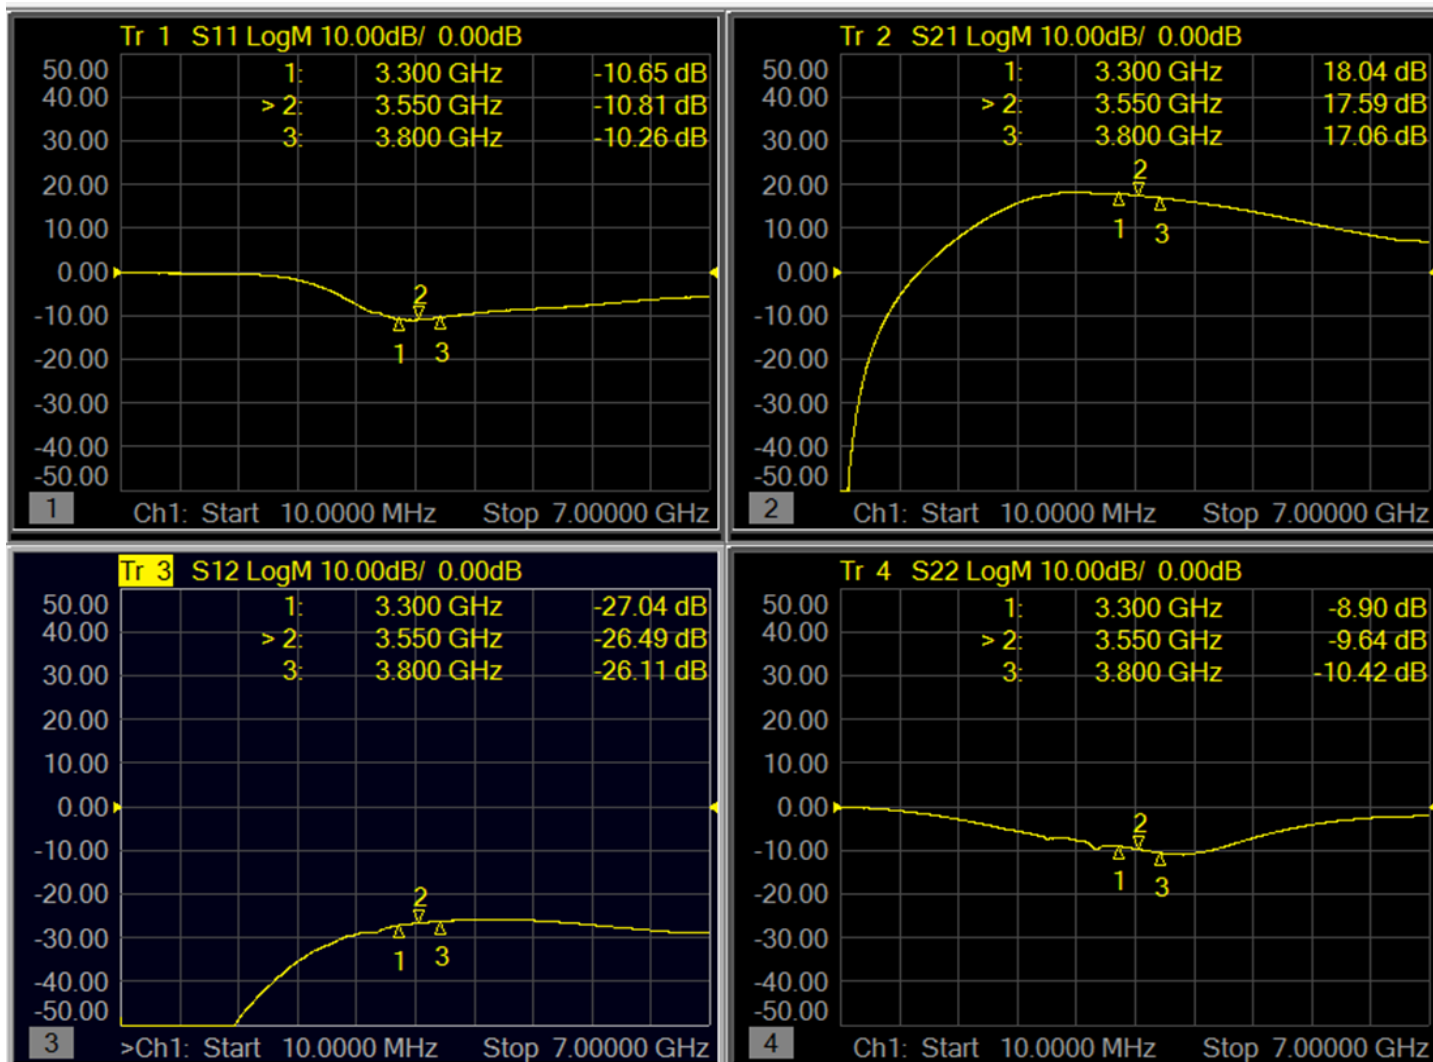 Tr 1 S11 LogM 10.00dB/ 0.00dB
50.00
40.00
30.00
20.00
10.00
0.00
-10.00
-20.00
-30.00
-40.00
-50.00
1: 3.300 GHz -10.65 dB
> 2: 3.550 GHz -10.81 dB
3: 3.800 GHz -10.26 dB
2
1 3
1 Ch1: Start 10.0000 MHz Stop 7.00000 GHz
Tr 2 S21 LogM 10.00dB/ 0.00dB
50.00
40.00
30.00
20.00
10.00
0.00
-10.00
-20.00
-30.00
-40.00
-50.00
1: 3.300 GHz 18.04 dB
> 2: 3.550 GHz 17.59 dB
3: 3.800 GHz 17.06 dB
2
1 3
2 Ch1: Start 10.0000 MHz Stop 7.00000 GHz
Tr 3 S12 LogM 10.00dB/ 0.00dB
50.00
40.00
30.00
20.00
10.00
0.00
-10.00
-20.00
-30.00
-40.00
-50.00
1: 3.300 GHz -27.04 dB
> 2: 3.550 GHz -26.49 dB
3: 3.800 GHz -26.11 dB
2
1 3
3 >Ch1: Start 10.0000 MHz Stop 7.00000 GHz
Tr 4 S22 LogM 10.00dB/ 0.00dB
50.00
40.00
30.00
20.00
10.00
0.00
-10.00
-20.00
-30.00
-40.00
-50.00
1: 3.300 GHz -8.90 dB
> 2: 3.550 GHz -9.64 dB
3: 3.800 GHz -10.42 dB
2
1 3
4 Ch1: Start 10.0000 MHz Stop 7.00000 GHz